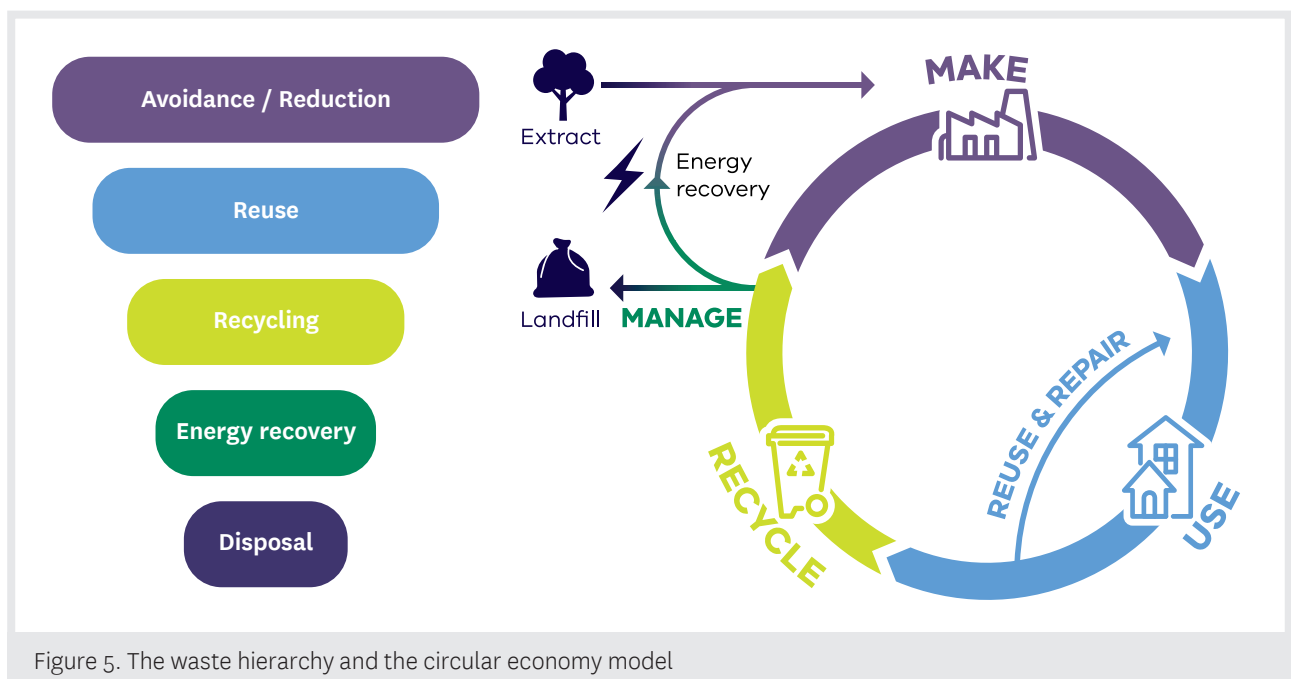 Avoidance / Reduction
Reuse
Recycling
Energy recovery
Disposal
Extract
Energy
recovery
Landfill
MANAGE
MAKE
REUSE & REPAIR
USE
RECYCLE
Figure 5. The waste hierarchy and the circular economy model